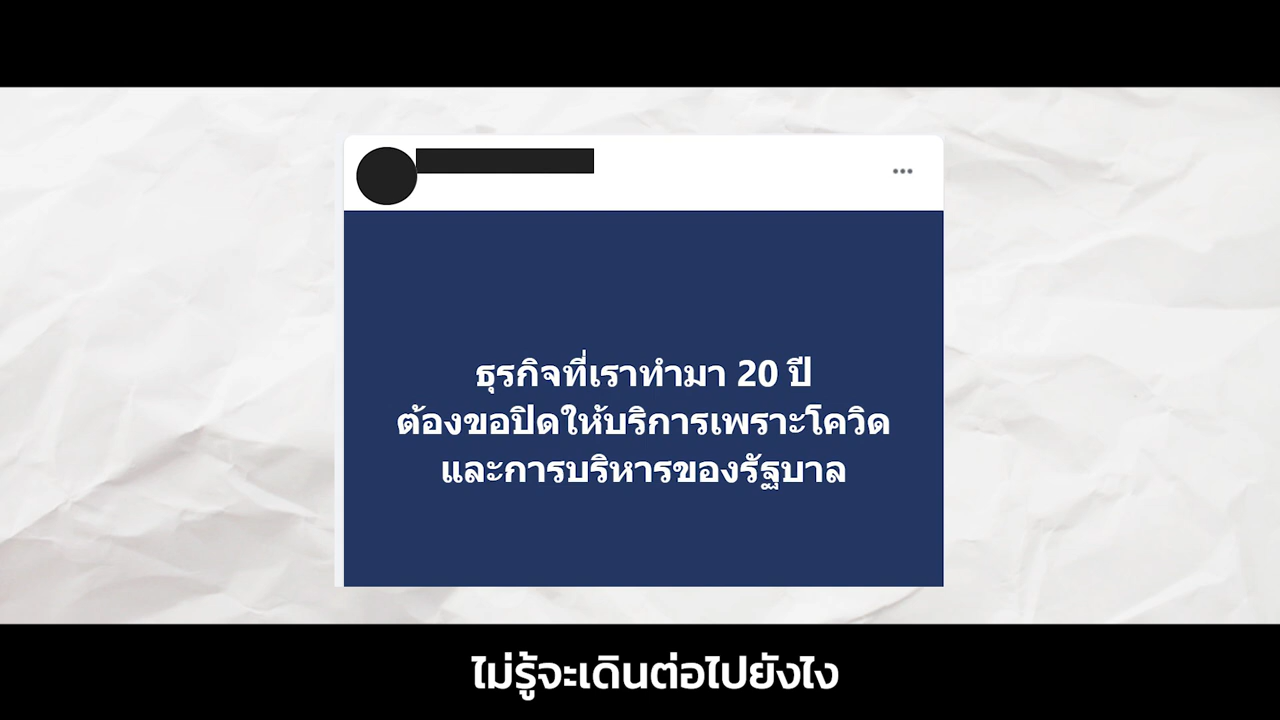 ธุรกิจที่เราทำมา 20 ปี
ต้องขอปิดให้บริการเพราะโควิด
และการบริหารของรัฐบาล
ไม่รู้จะเดินต่อไปยังไง